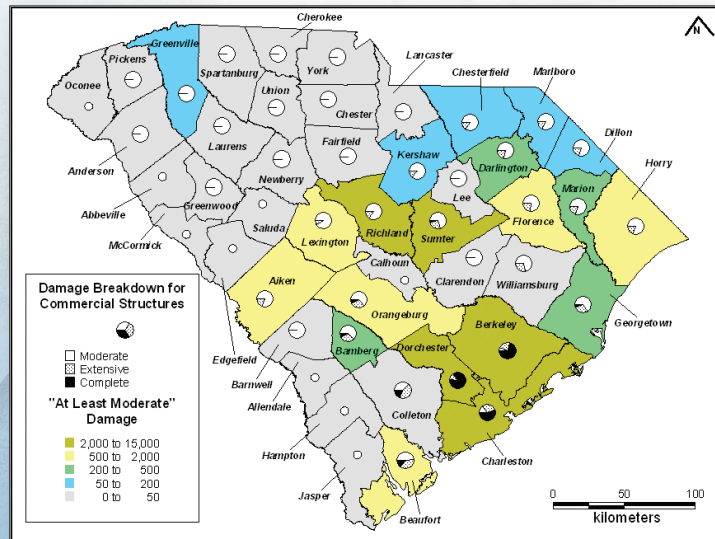 N
Cherokee
Greenville
Pickens
Spartanburg
York
Lancaster
Oconee
Union
Chester
Chesterfield
Marlboro
Anderson
Laurens
Fairfield
Kershaw
Darlington
Dillon
Abbeville
Greenwood
Newberry
Lee
Marion
Horry
McCormick
Saluda
Lexington
Richland
Sumter
Florence
Edgefield
Aiken
Calhoun
Clarendon
Williamsburg
Georgetown
Orangeburg
Berkeley
Barnwell
Bamberg
Dorchester
Allendale
Colleton
Charleston
Hampton
Jasper
Beaufort
Damage Breakdown for
Commercial Structures
Moderate
Extensive
Complete
"At Least Moderate"
Damage
2,000 to 15,000
500 to 2,000
200 to 500
50 to 200
0 to 50
0 50 100
kilometers